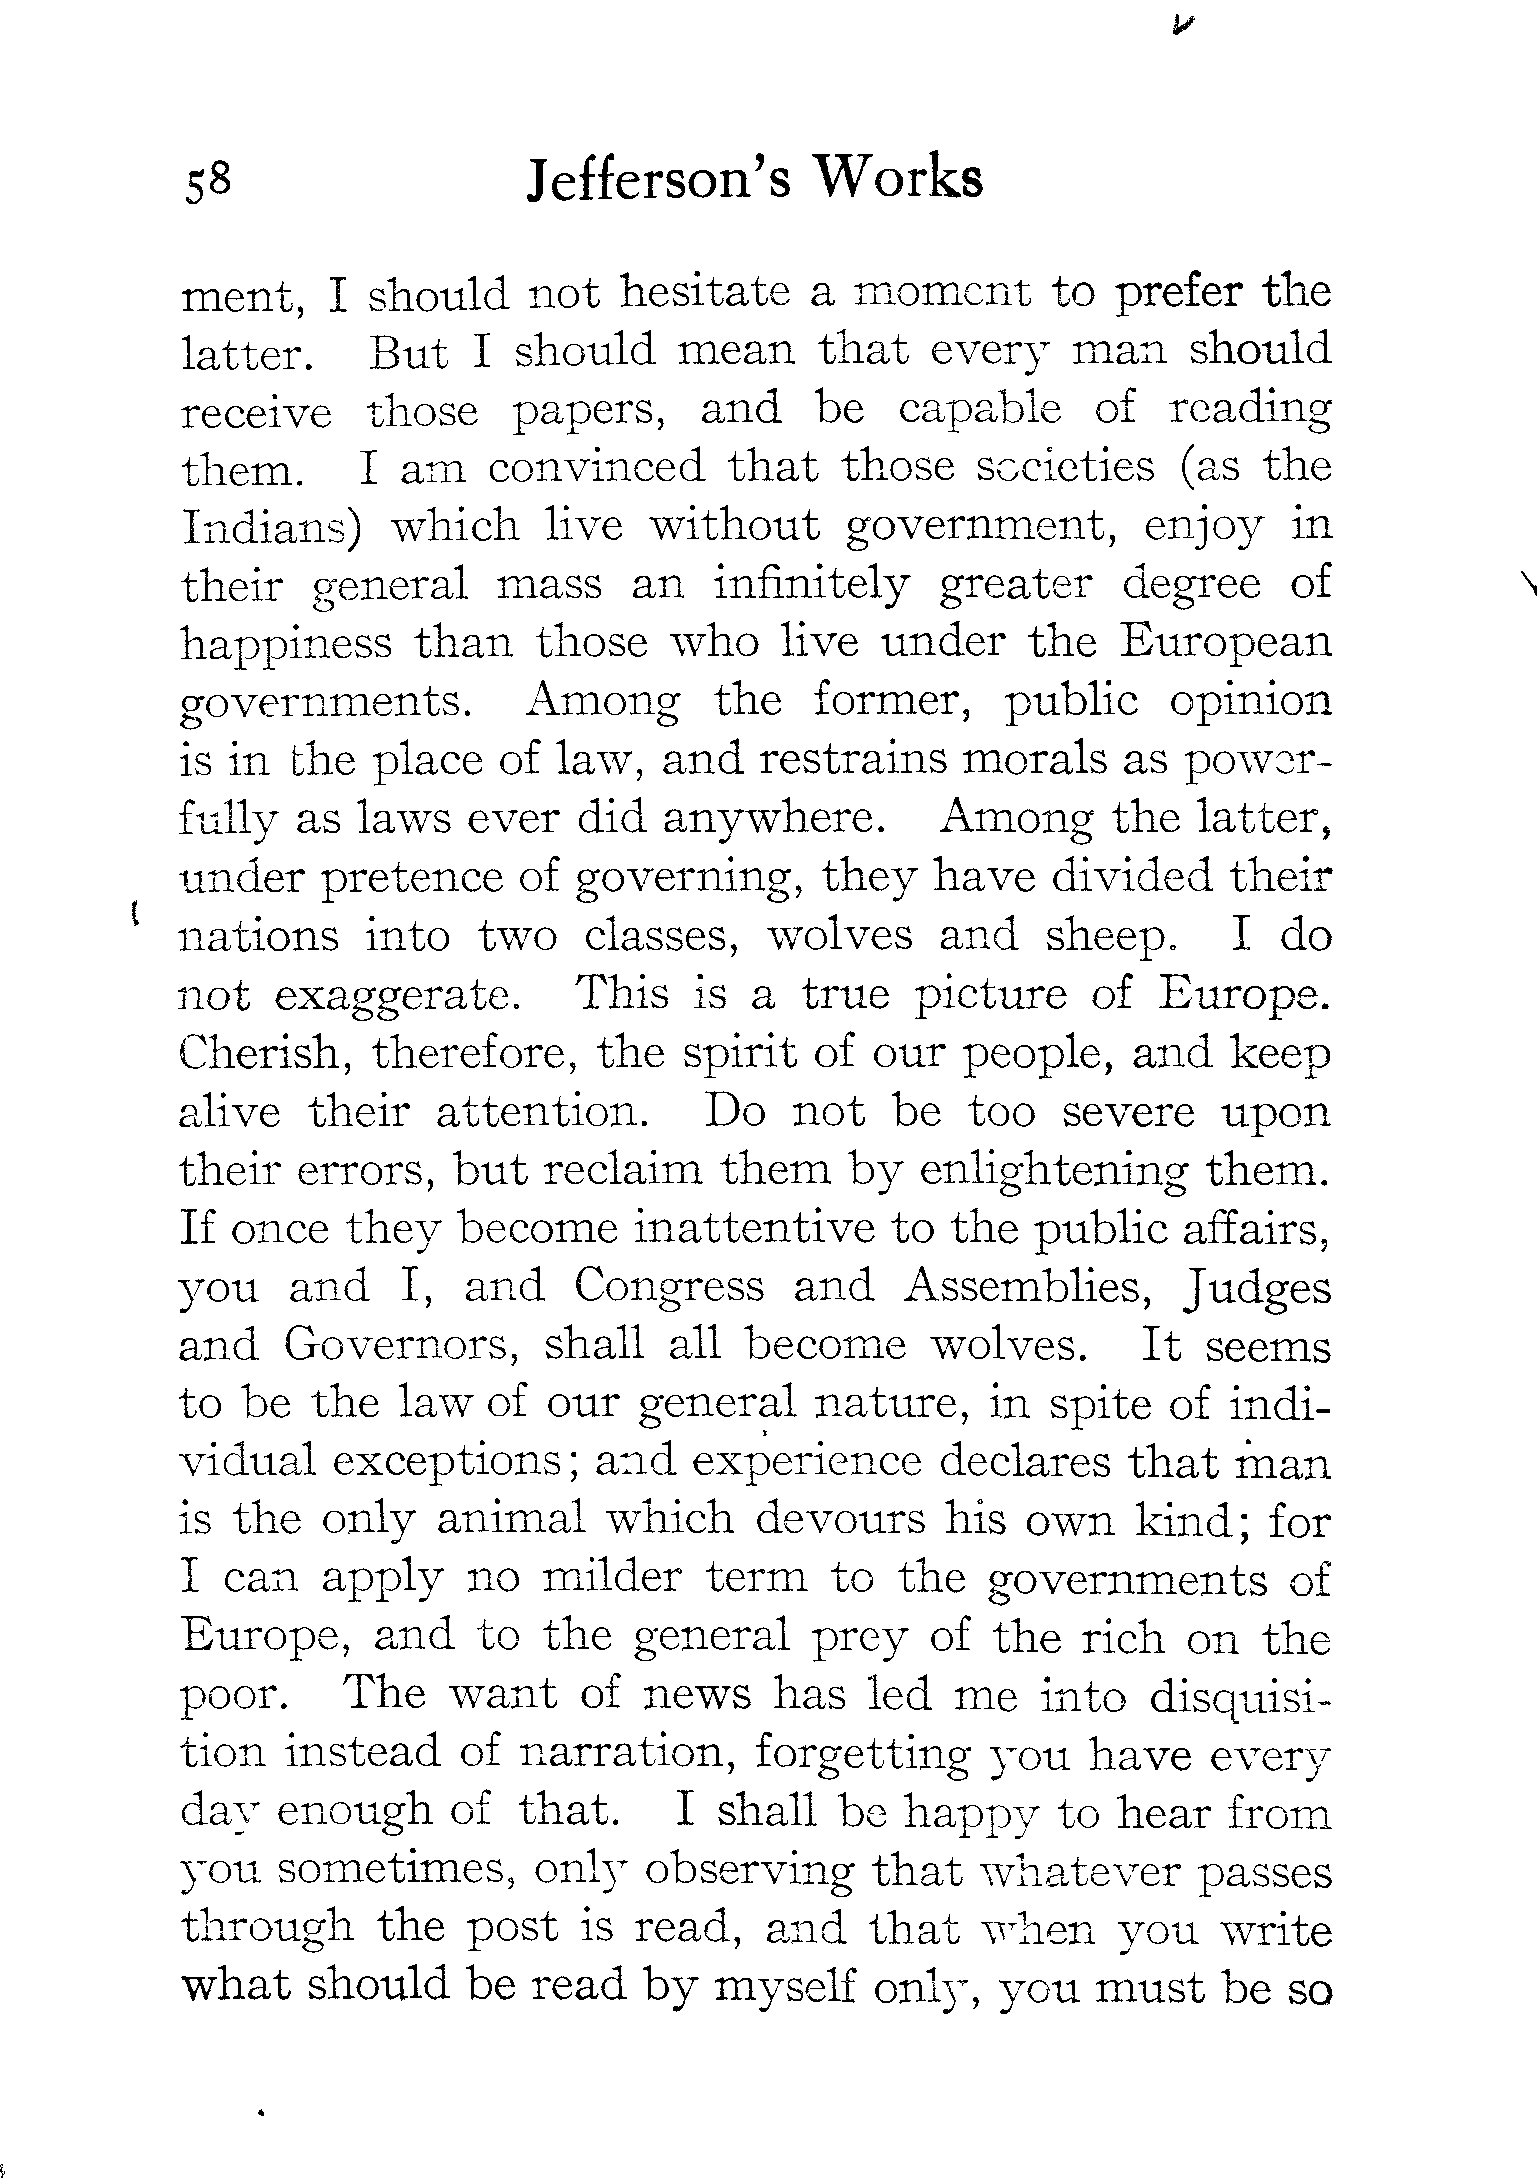 58 Jefferson's Works
ment, I should not hesitate a moment to prefer the
latter. But I should mean that every man should
receive those papers, and be capable of reading
them. I am convinced that those societies (as the
Indians) which live without government, enjoy in
their general mass an infinitely greater degree of
happiness than those who live under the European
governments. Among the former, public opinion
is in the place of law, and restrains morals as power-
fully as laws ever did anywhere. Among the latter,
under pretence of governing, they have divided their
nations into two classes, wolves and sheep. I do
not exaggerate. This is a true picture of Europe.
Cherish, therefore, the spirit of our people, and keep
alive their attention. Do not be too severe upon
their errors, but reclaim them by enlightening them.
If once they become inattentive to the public affairs,
you and I, and Congress and Assemblies, Judges
and Governors, shall all become wolves. It seems
to be the law of our general nature, in spite of indi-
vidual exceptions; and experience declares that man
is the only animal which devours his own kind; for
I can apply no milder term to the governments of
Europe, and to the general prey of the rich on the
poor. The want of news has led me into disquisi-
tion instead of narration, forgetting you have every
day enough of that. I shall be happy to hear from
you sometimes, only observing that whatever passes
through the post is read, and that when you write
what should be read by myself only, you must be so